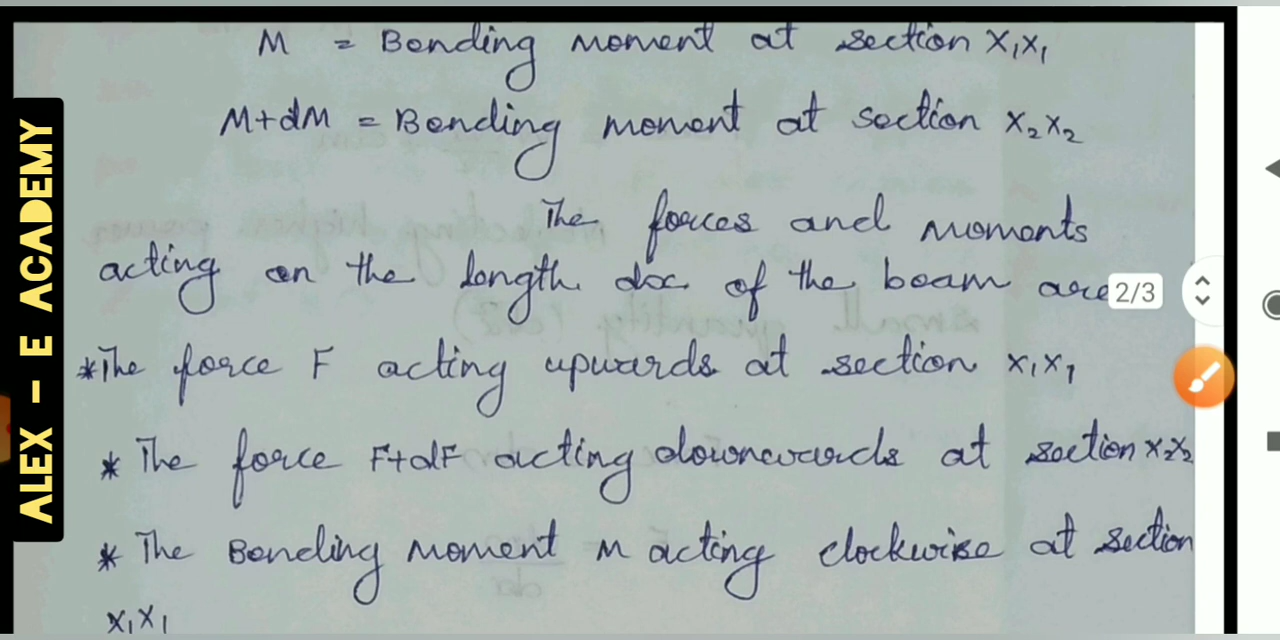 M = Bending moment at section X₁X₁
M+dM = Bending moment at section X₂X₂
The forces and moments
acting on the length dx of the beam are
*The force F acting upwards at section X₁X₁
* The force F+dF acting downwards at section X₂X₂
* The Bending moment M acting clockwise at section
X₁X₁
2/3
ALEX – E ACADEMY